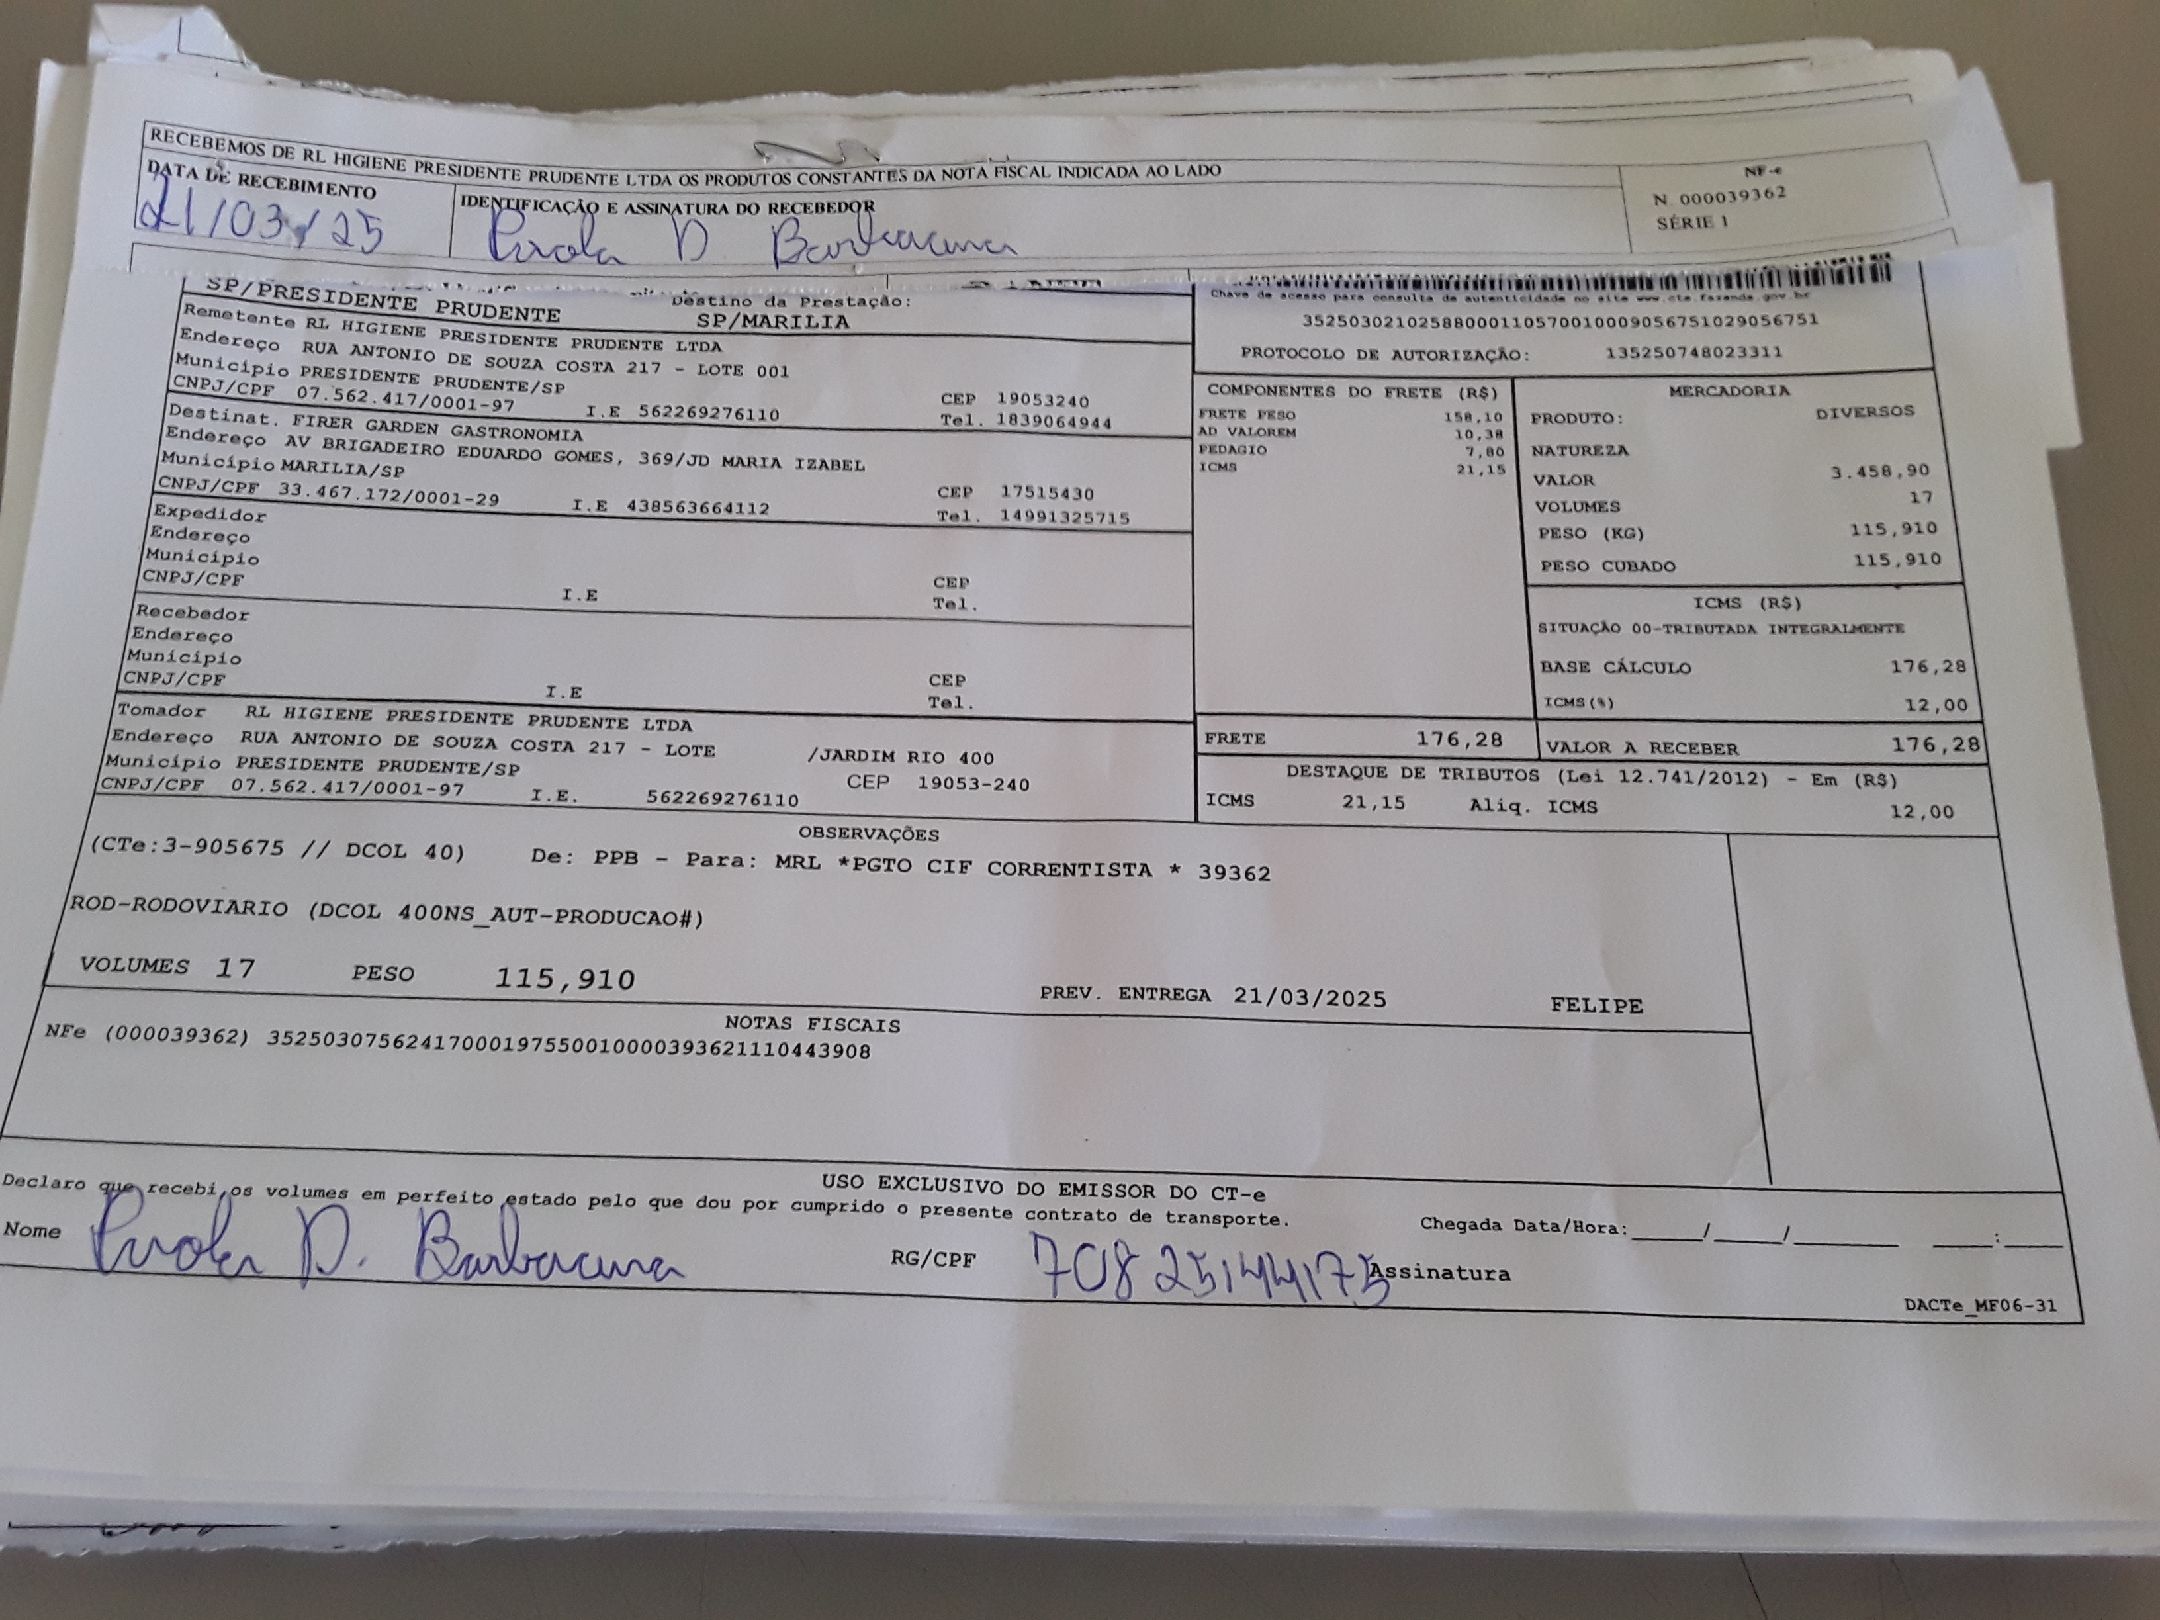 RECEBEMOS DE RL HIGIENE PRESIDENTE PRUDENTE LTDA OS PRODUTOS CONSTANTES DA NOTA FISCAL INDICADA AO LADO
DATA DE RECEBIMENTO
21/03/25
IDENTIFICAÇÃO E ASSINATURA DO RECEBEDOR
D
NF-e
N. 000039362
SÉRIE 1
SP/PRESIDENTE PRUDENTE
Destino da Prestação:
SP/MARILIA
Remetente RL HIGIENE PRESIDENTE PRUDENTE LTDA
Endereço RUA ANTONIO DE SOUZA COSTA 217 - LOTE 001
Município PRESIDENTE PRUDENTE/SP CEP 19053240
CNPJ/CPF 07.562.417/0001-97 I.E 562269276110 Tel. 1839064944
Destinat. FIRER GARDEN GASTRONOMIA
Endereço AV BRIGADEIRO EDUARDO GOMES, 369/JD MARIA IZABEL
Município MARILIA/SP CEP 17515430
CNPJ/CPF 33.467.172/0001-29 I.E 438563664112 Tel. 14991325715
Expedidor
Endereço
Município CEP
CNPJ/CPF I.E Tel.
Recebedor
Endereço
Município CEP
CNPJ/CPF I.E Tel.
Tomador RL HIGIENE PRESIDENTE PRUDENTE LTDA
Endereço RUA ANTONIO DE SOUZA COSTA 217 - LOTE /JARDIM RIO 400
Município PRESIDENTE PRUDENTE/SP CEP 19053-240
CNPJ/CPF 07.562.417/0001-97 I.E. 562269276110
Chave de acesso para consulta de autenticidade no site www.cte.fazenda.gov.br
35250302102588000110570010009056751029056751
PROTOCOLO DE AUTORIZAÇÃO: 135250748023311
COMPONENTES DO FRETE (R$)
FRETE PESO 158,10
AD VALOREM 10,38
PEDAGIO 7,80
ICMS 21,15
MERCADORIA
PRODUTO: DIVERSOS
NATUREZA
VALOR 3.458,90
VOLUMES 17
PESO (KG) 115,910
PESO CUBADO 115,910
ICMS (R$)
SITUAÇÃO 00-TRIBUTADA INTEGRALMENTE
BASE CÁLCULO 176,28
ICMS(%) 12,00
FRETE 176,28
VALOR A RECEBER 176,28
DESTAQUE DE TRIBUTOS (Lei 12.741/2012) - Em (R$)
ICMS 21,15 Aliq. ICMS 12,00
OBSERVAÇÕES
(CTe:3-905675 // DCOL 40) De: PPB - Para: MRL *PGTO CIF CORRENTISTA * 39362
ROD-RODOVIARIO (DCOL 400NS_AUT-PRODUCAO#)
VOLUMES 17 PESO 115,910
PREV. ENTREGA 21/03/2025 FELIPE
NOTAS FISCAIS
NFe (000039362) 35250307562417000197550010000393621110443908
USO EXCLUSIVO DO EMISSOR DO CT-e
Declaro que recebi os volumes em perfeito estado pelo que dou por cumprido o presente contrato de transporte.
Chegada Data/Hora:_____/_____/________ ____:____
Nome D. RG/CPF 70825144175 Assinatura
DACTe_MF06-31